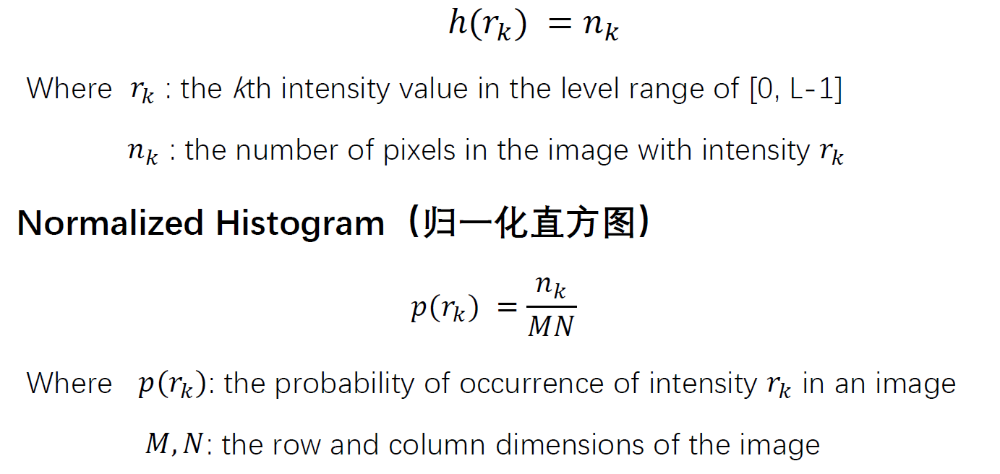 h(r_k) = n_k
Where r_k : the kth intensity value in the level range of [0, L-1]
n_k : the number of pixels in the image with intensity r_k
Normalized Histogram（归一化直方图）
p(r_k) = \frac{n_k}{MN}
Where p(r_k): the probability of occurrence of intensity r_k in an image
M, N: the row and column dimensions of the image